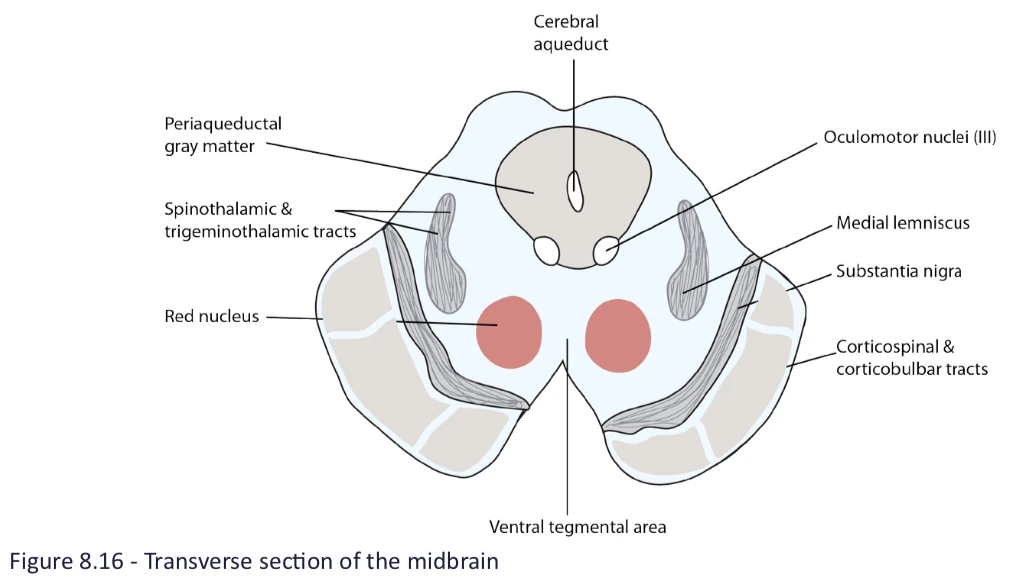 Cerebral
aqueduct
Periaqueductal
gray matter
Oculomotor nuclei (III)
Spinothalamic &
trigeminothalamic tracts
Medial lemniscus
Substantia nigra
Red nucleus
Corticospinal &
corticobulbar tracts
Ventral tegmental area
Figure 8.16 - Transverse section of the midbrain